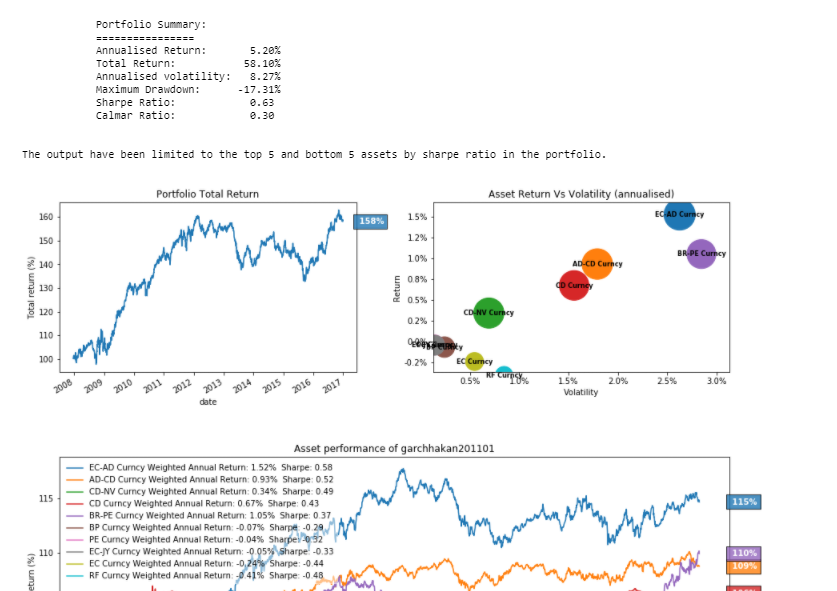 Portfolio Summary:
================
Annualised Return: 5.20%
Total Return: 58.10%
Annualised volatility: 8.27%
Maximum Drawdown: -17.31%
Sharpe Ratio: 0.63
Calmar Ratio: 0.30
The output have been limited to the top 5 and bottom 5 assets by sharpe ratio in the portfolio.
Portfolio Total Return
160
150
140
130
120
110
100
Total return (%)
158%
2008 2009 2010 2011 2012 2013 2014 2015 2016 2017
date
Asset Return Vs Volatility (annualised)
1.5%
1.2%
1.0%
0.8%
0.5%
0.2%
0.0%
-0.2%
Return
EC-AD Curncy
BR-PE Curncy
AD-CD Curncy
CD Curncy
CD-NV Curncy
EC Curncy
RF Curncy
0.5% 1.0% 1.5% 2.0% 2.5% 3.0%
Volatility
Asset performance of garchhakan201101
EC-AD Curncy Weighted Annual Return: 1.52% Sharpe: 0.58
AD-CD Curncy Weighted Annual Return: 0.93% Sharpe: 0.52
CD-NV Curncy Weighted Annual Return: 0.34% Sharpe: 0.49
CD Curncy Weighted Annual Return: 0.67% Sharpe: 0.43
BR-PE Curncy Weighted Annual Return: 1.05% Sharpe: 0.37
BP Curncy Weighted Annual Return: -0.07% Sharpe: -0.29
PE Curncy Weighted Annual Return: -0.04% Sharpe: -0.32
EC-JY Curncy Weighted Annual Return: -0.05% Sharpe: -0.33
EC Curncy Weighted Annual Return: -0.24% Sharpe: -0.44
RF Curncy Weighted Annual Return: -0.41% Sharpe: -0.48
115
110
115%
110%
109%